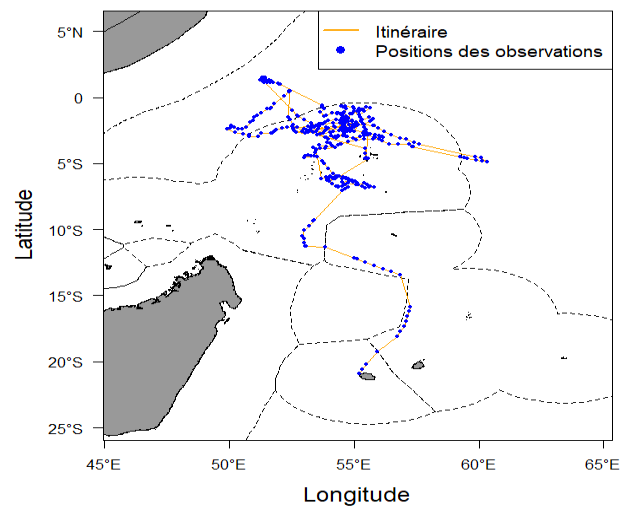 Itinéraire
Positions des observations
5°N
0
5°S
10°S
15°S
20°S
25°S
Latitude
45°E
50°E
55°E
60°E
65°E
Longitude